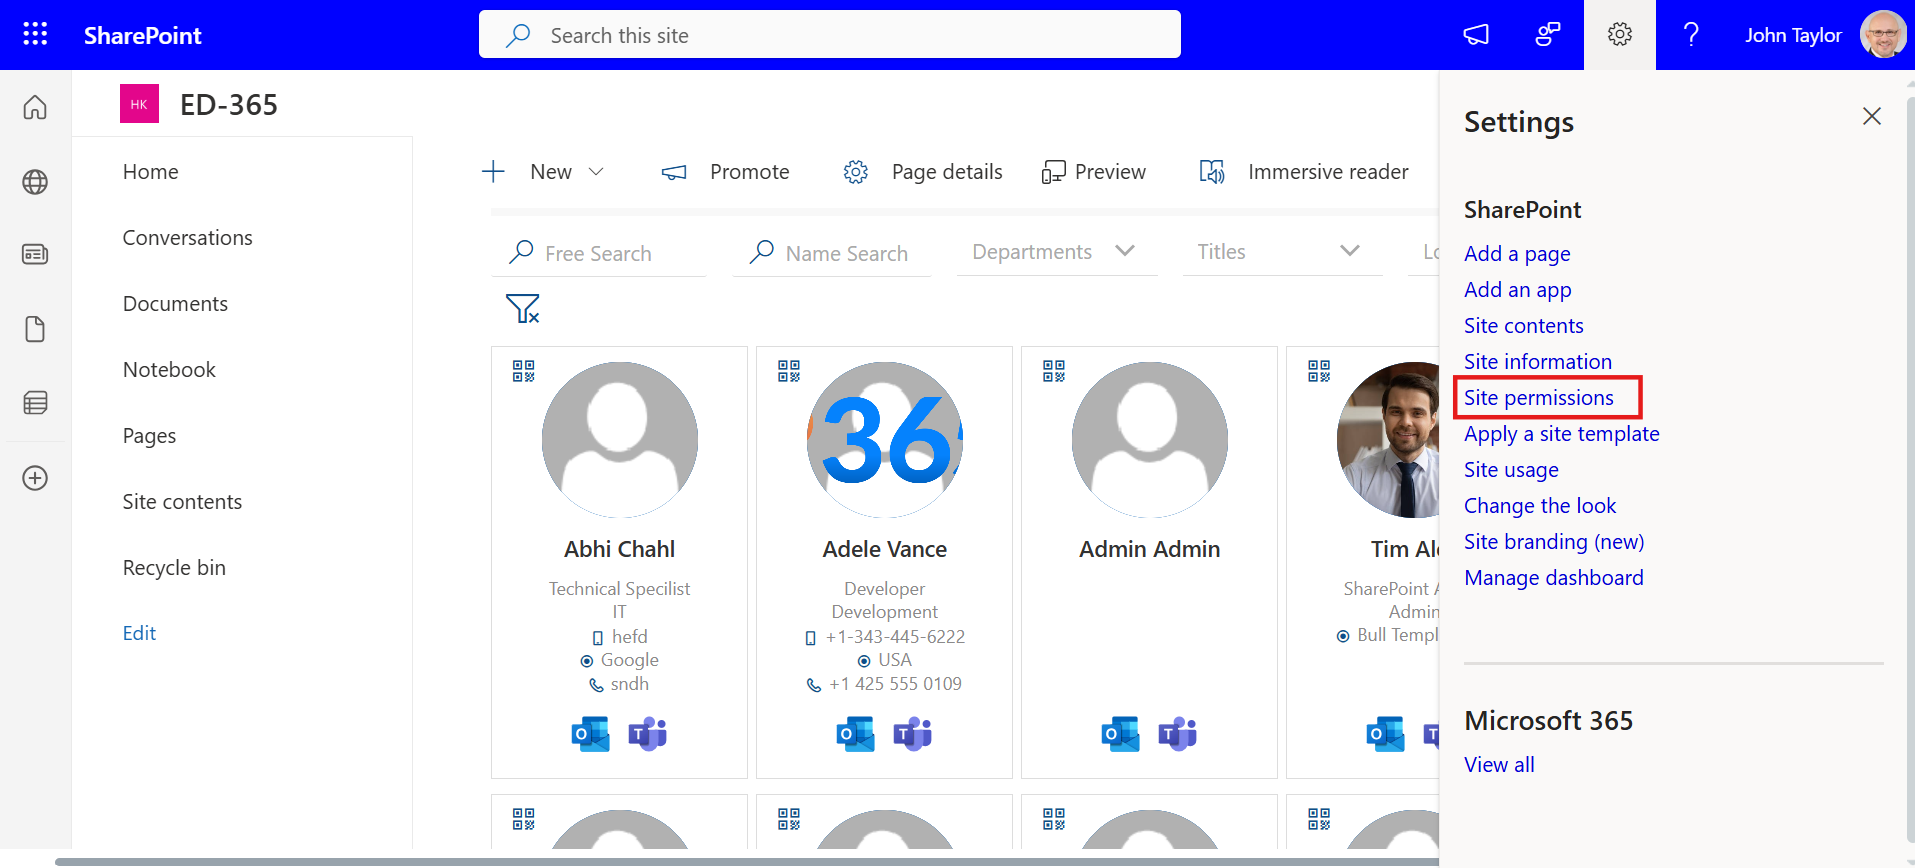 SharePoint
Search this site
John Taylor
HK
ED-365
Home
Conversations
Documents
Notebook
Pages
Site contents
Recycle bin
Edit
New
Promote
Page details
Preview
Immersive reader
Free Search
Name Search
Departments
Titles
Lo
Abhi Chahl
Technical Specilist
IT
hefd
Google
sndh
36
Adele Vance
Developer
Development
+1-343-445-6222
USA
+1 425 555 0109
Admin Admin
Tim Al
SharePoint A
Admin
Bull Templ
Settings
SharePoint
Add a page
Add an app
Site contents
Site information
Site permissions
Apply a site template
Site usage
Change the look
Site branding (new)
Manage dashboard
Microsoft 365
View all